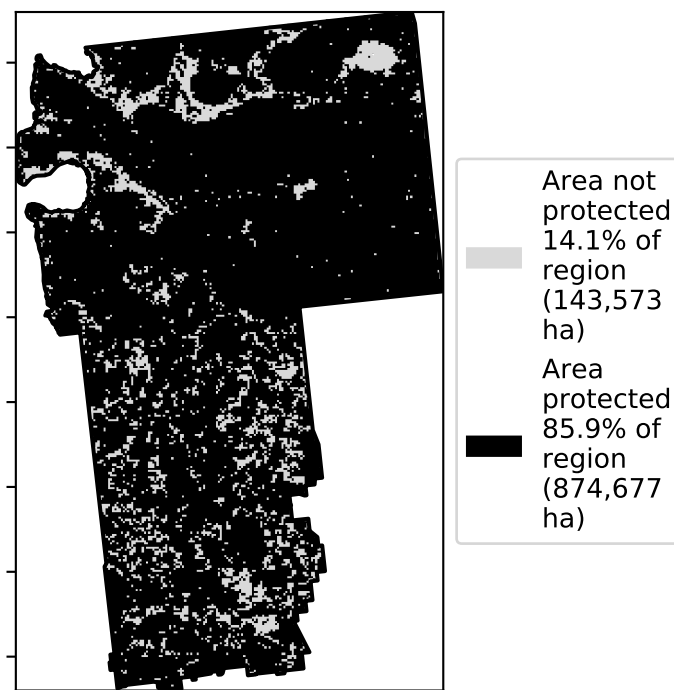 Area not
protected
14.1% of
region
(143,573
ha)
Area
protected
85.9% of
region
(874,677
ha)